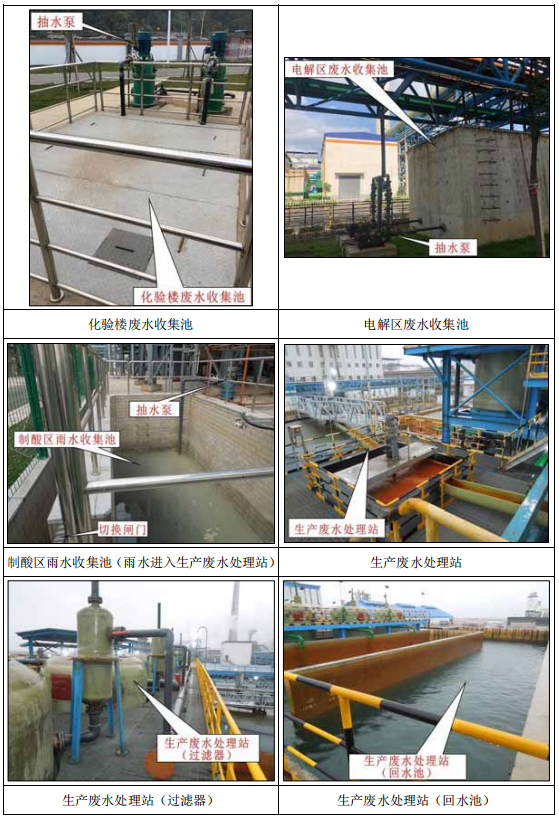 抽水泵
化验楼废水收集池
电解区废水收集池
抽水泵
化验楼废水收集池
电解区废水收集池
抽水泵
制酸区雨水收集池
切换闸门
生产废水处理站
制酸区雨水收集池（雨水进入生产废水处理站）
生产废水处理站
生产废水处理站
（过滤器）
生产废水处理站
（回水池）
生产废水处理站（过滤器）
生产废水处理站（回水池）